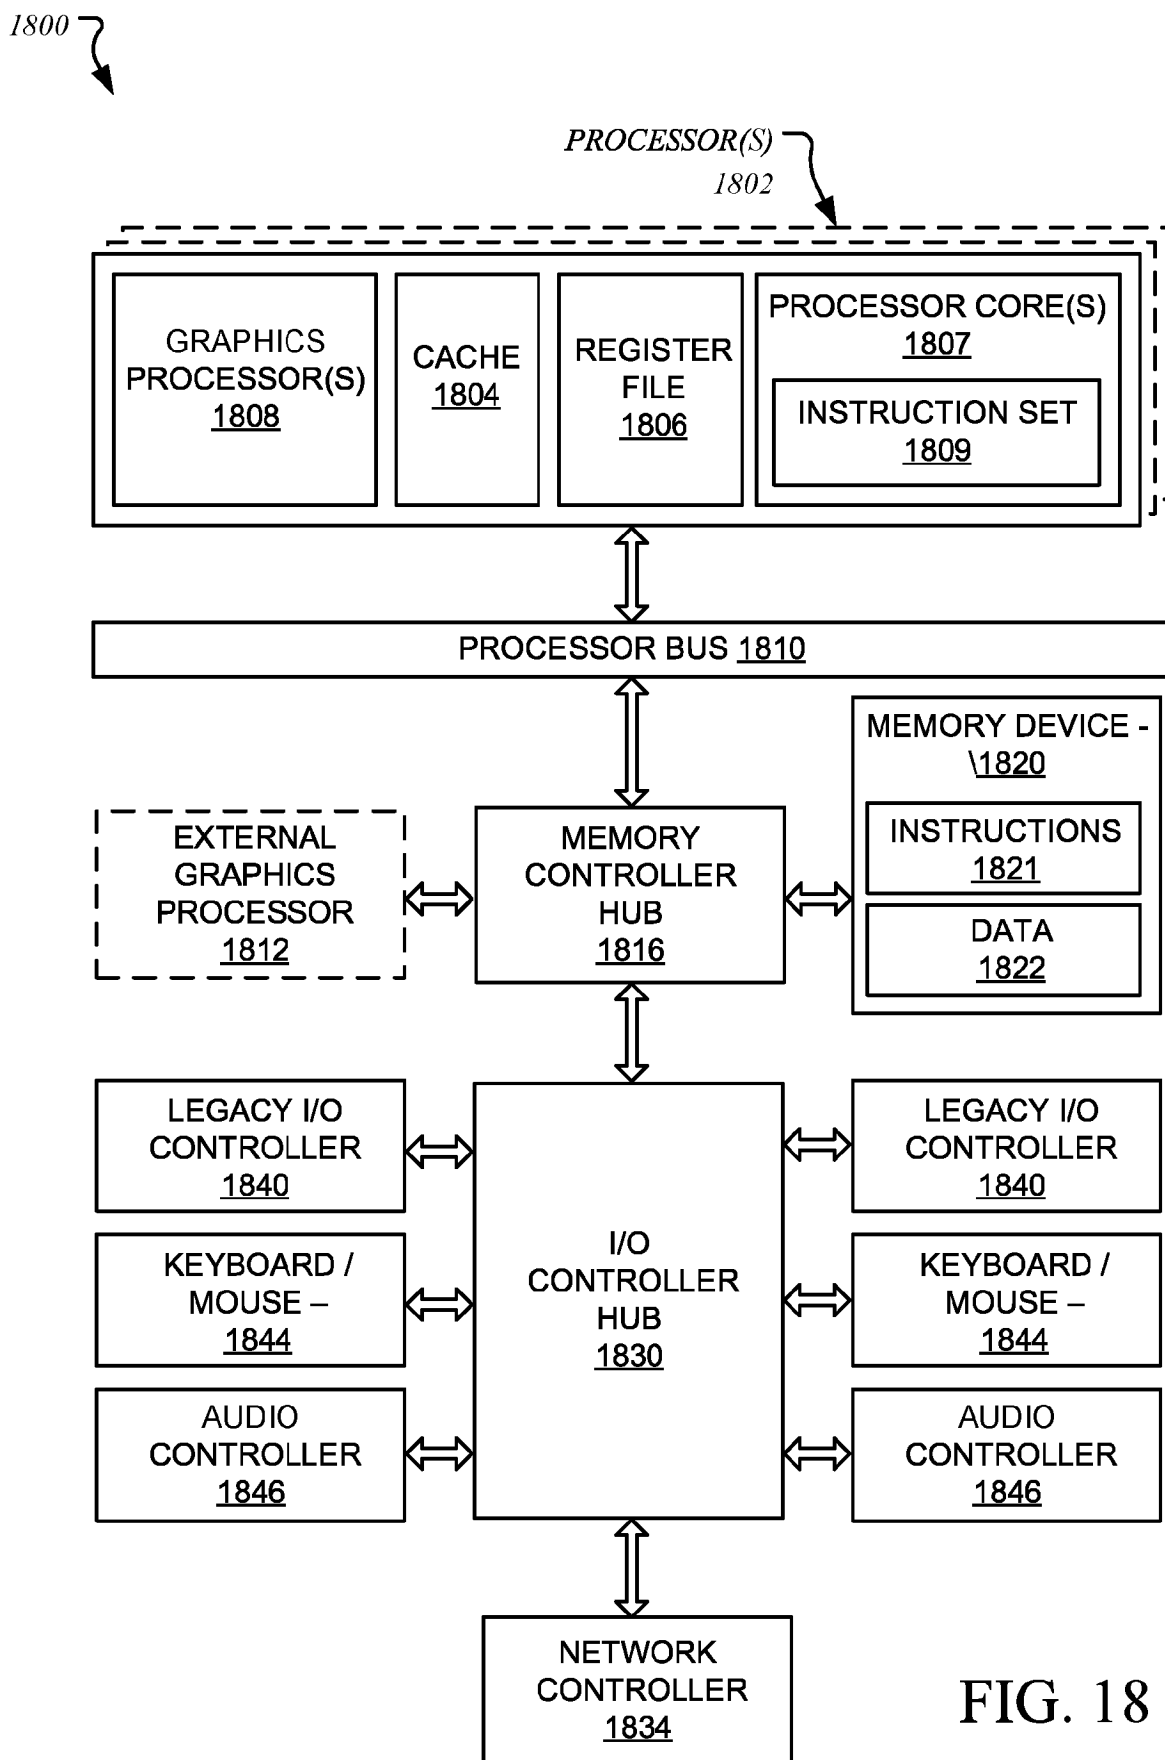 1800
PROCESSOR(S)
1802
GRAPHICS
PROCESSOR(S)
1808
CACHE
1804
REGISTER
FILE
1806
PROCESSOR CORE(S)
1807
INSTRUCTION SET
1809
PROCESSOR BUS 1810
EXTERNAL
GRAPHICS
PROCESSOR
1812
MEMORY
CONTROLLER
HUB
1816
MEMORY DEVICE -
\1820
INSTRUCTIONS
1821
DATA
1822
LEGACY I/O
CONTROLLER
1840
KEYBOARD /
MOUSE –
1844
AUDIO
CONTROLLER
1846
I/O
CONTROLLER
HUB
1830
LEGACY I/O
CONTROLLER
1840
KEYBOARD /
MOUSE –
1844
AUDIO
CONTROLLER
1846
NETWORK
CONTROLLER
1834
FIG. 18